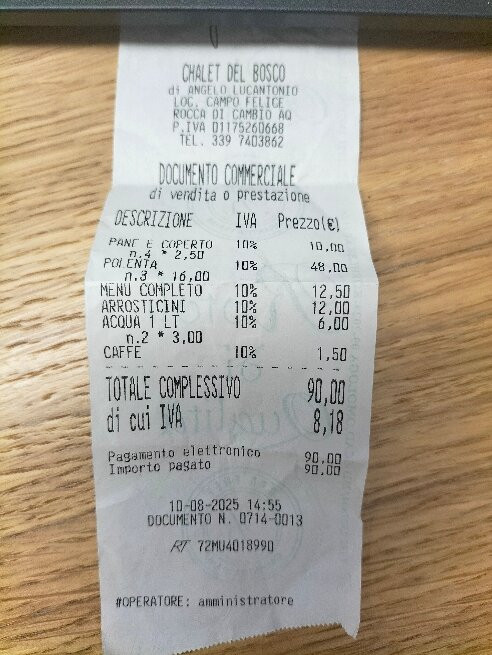 CHALET DEL BOSCO
di ANGELO LUCANTONIO
LOC. CAMPO FELICE
ROCCA DI CAMBIO AQ
P.IVA 01175260668
TEL. 339 7403862
DOCUMENTO COMMERCIALE
di vendita o prestazione
DESCRIZIONE IVA Prezzo(€)
PANE E COPERTO 10% 10,00
n.4 * 2,50
POLENTA 10% 48,00
n.3 * 16,00
MENU COMPLETO 10% 12,50
ARROSTICINI 10% 12,00
ACQUA 1 LT 10% 6,00
n.2 * 3,00
CAFFE 10% 1,50
TOTALE COMPLESSIVO 90,00
di cui IVA 8,18
Pagamento elettronico 90,00
Importo pagato 90,00
10-08-2025 14:55
DOCUMENTO N. 0714-0013
RT 72MU4018990
#OPERATORE: amministratore